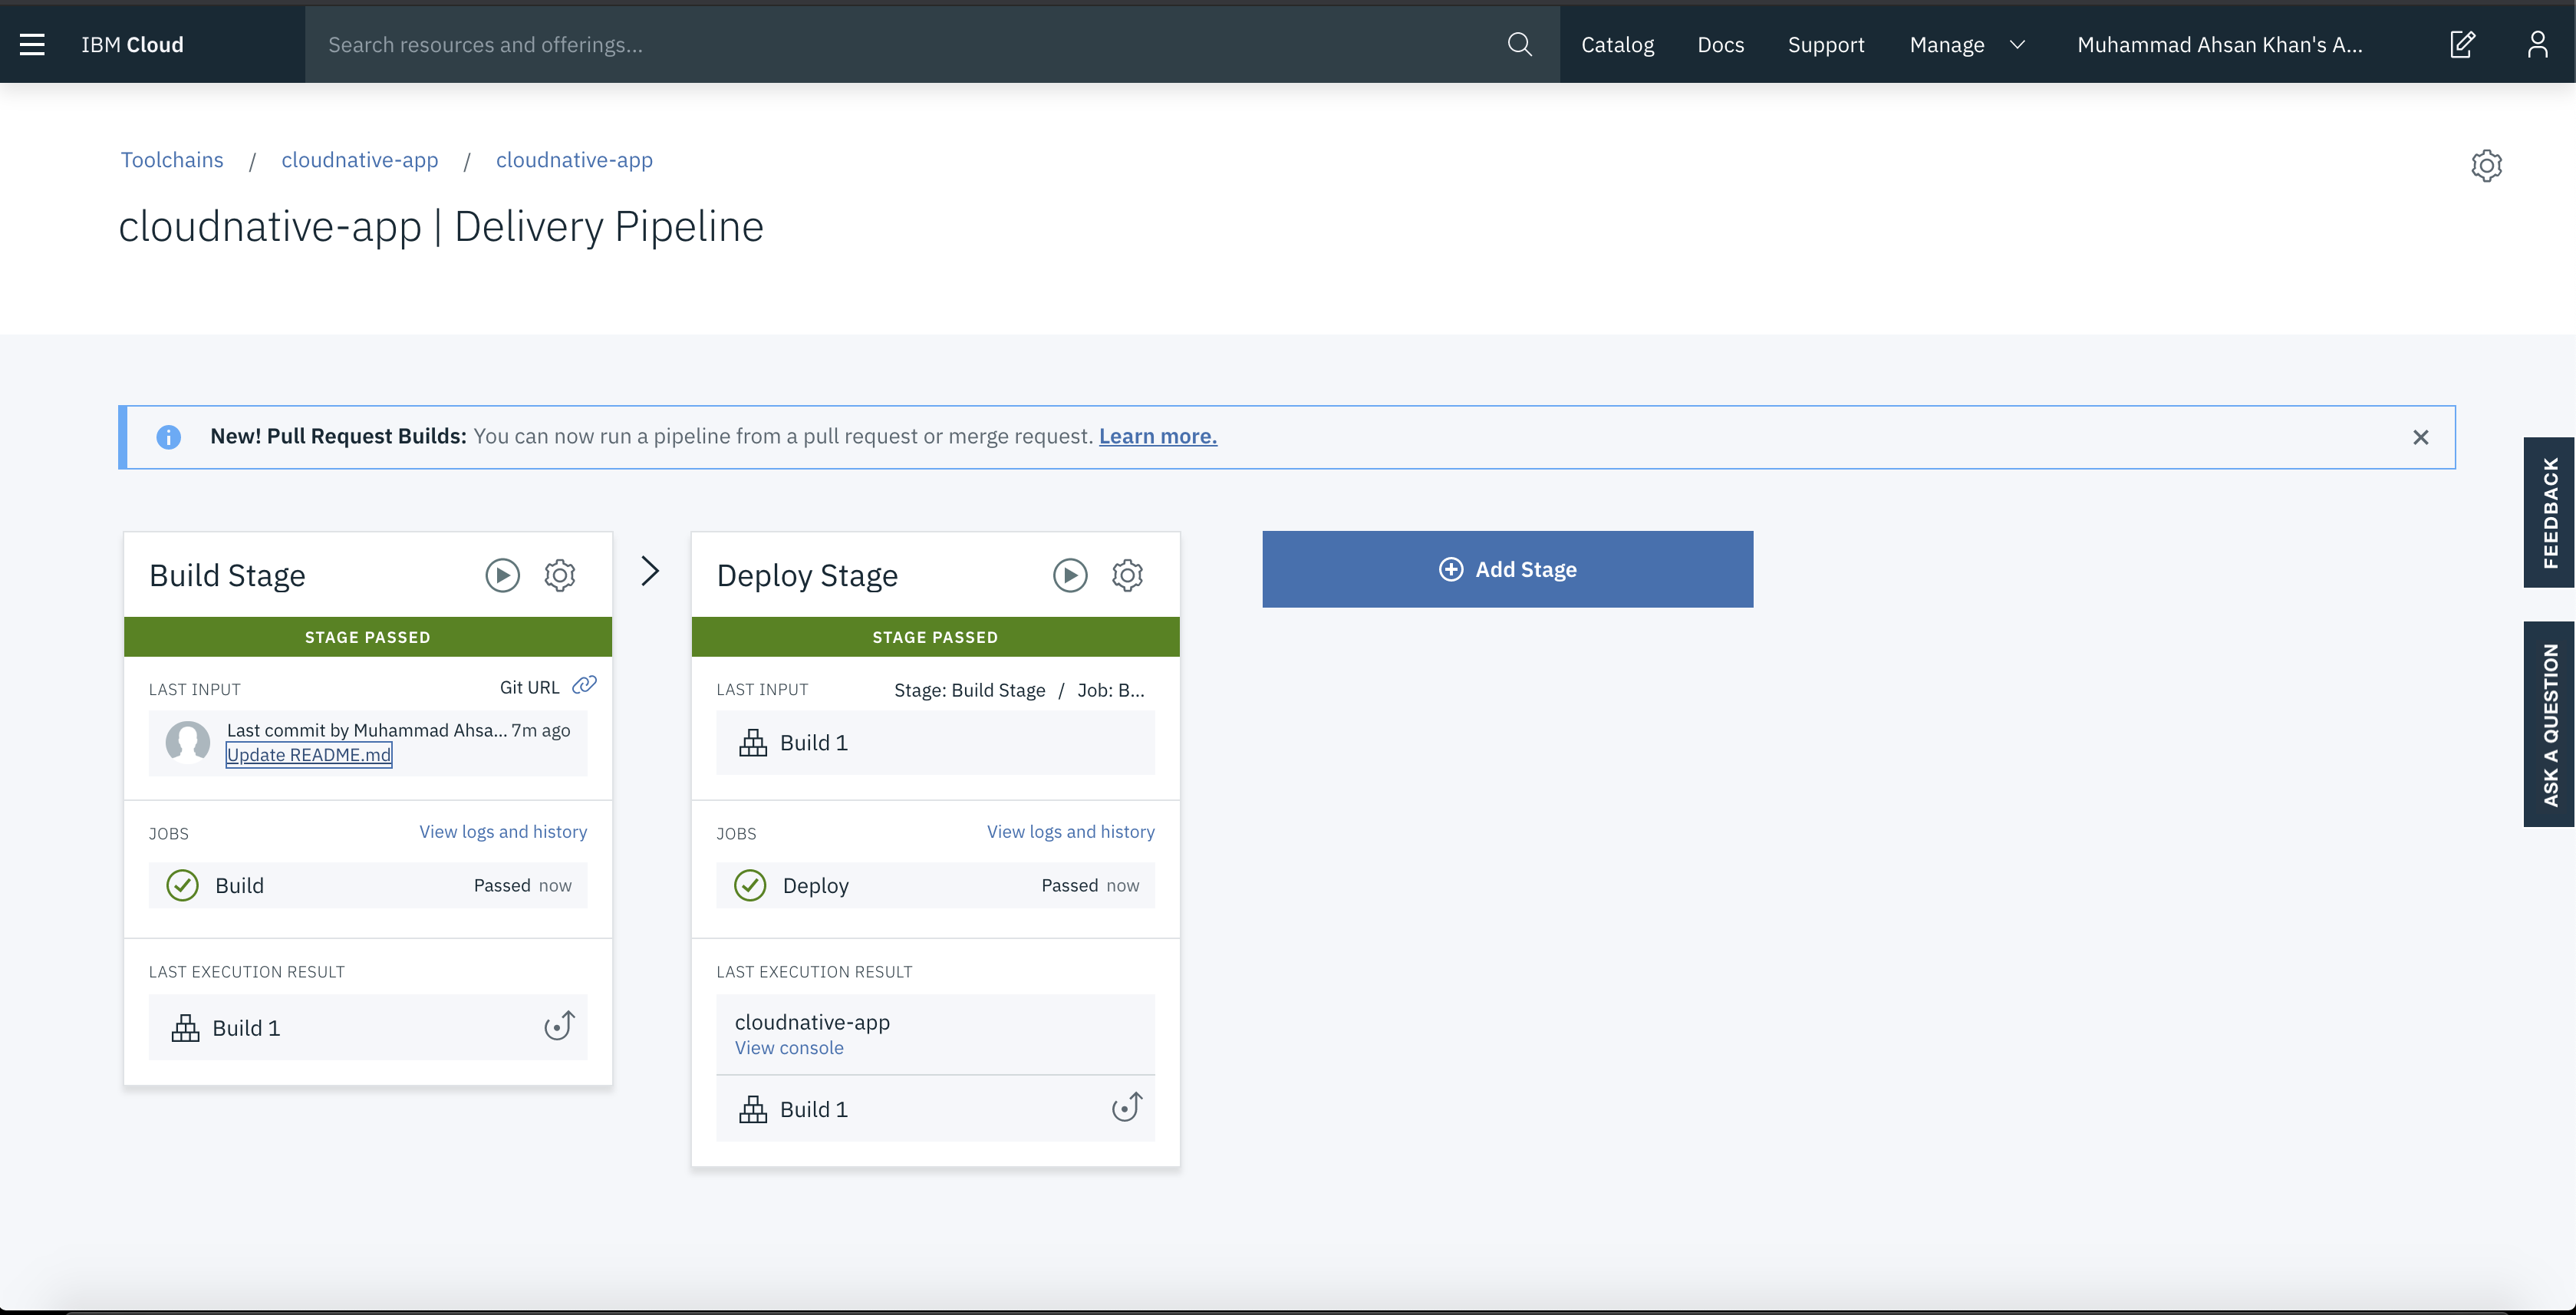 IBM Cloud
Search resources and offerings...
Catalog
Docs
Support
Manage
Muhammad Ahsan Khan's A...
Toolchains / cloudnative-app / cloudnative-app
cloudnative-app | Delivery Pipeline
New! Pull Request Builds: You can now run a pipeline from a pull request or merge request. Learn more.
FEEDBACK
ASK A QUESTION
Build Stage
STAGE PASSED
LAST INPUT
Git URL
Last commit by Muhammad Ahsa... 7m ago
Update README.md
JOBS
View logs and history
Build
Passed now
LAST EXECUTION RESULT
Build 1
Deploy Stage
STAGE PASSED
LAST INPUT
Stage: Build Stage / Job: B...
Build 1
JOBS
View logs and history
Deploy
Passed now
LAST EXECUTION RESULT
cloudnative-app
View console
Build 1
Add Stage